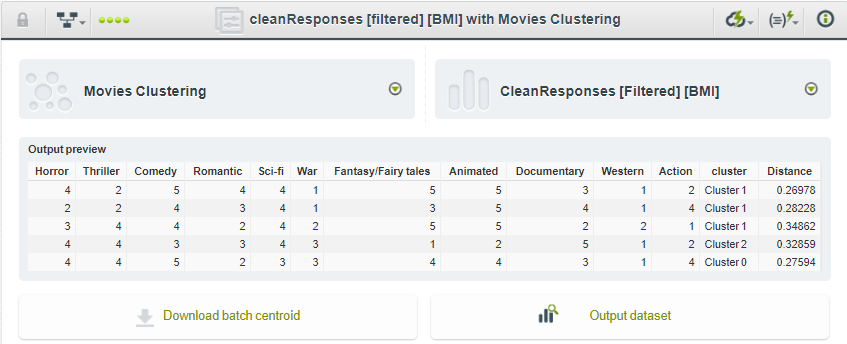 cleanResponses [filtered] [BMI] with Movies Clustering
Movies Clustering
CleanResponses [Filtered] [BMI]
Output preview
Horror Thriller Comedy Romantic Sci-fi War Fantasy/Fairy tales Animated Documentary Western Action cluster Distance
4 2 5 4 4 1 5 5 3 1 2 Cluster 1 0.26978
2 2 4 3 4 1 3 5 4 1 4 Cluster 1 0.28228
3 4 4 2 4 2 5 5 2 2 1 Cluster 1 0.34862
4 4 3 3 4 3 1 2 5 1 2 Cluster 2 0.32859
4 4 5 2 3 3 4 4 3 1 4 Cluster 0 0.27594
Download batch centroid
Output dataset